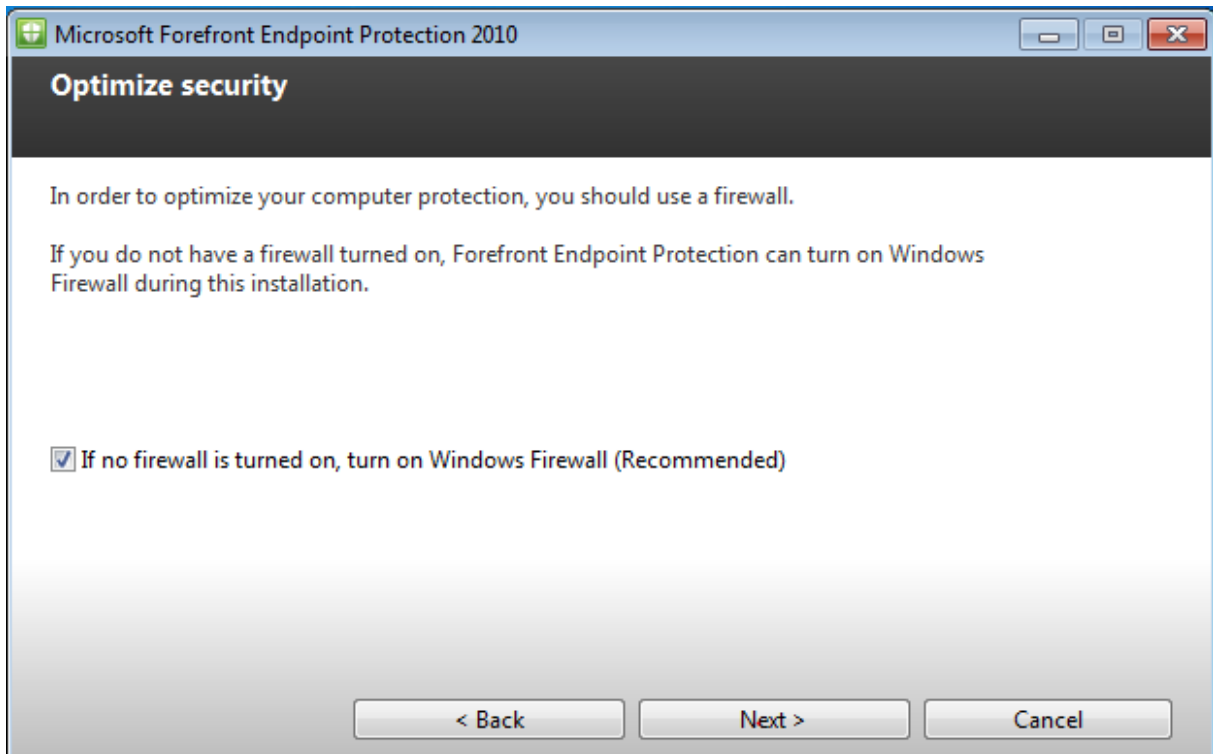 Microsoft Forefront Endpoint Protection 2010
Optimize security
In order to optimize your computer protection, you should use a firewall.
If you do not have a firewall turned on, Forefront Endpoint Protection can turn on Windows
Firewall during this installation.
If no firewall is turned on, turn on Windows Firewall (Recommended)
< Back
Next >
Cancel